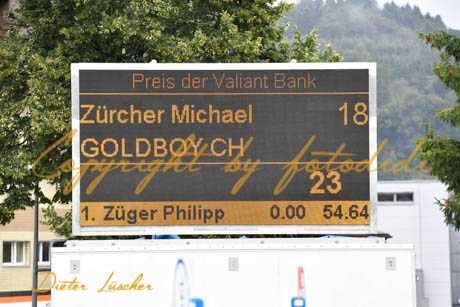 Preis der Valiant Bank
Zürcher Michael 18
GOLDBOY CH
23
1. Züger Philipp 0.00 54.64
Copyright by fotodidi
Dieter Lüscher